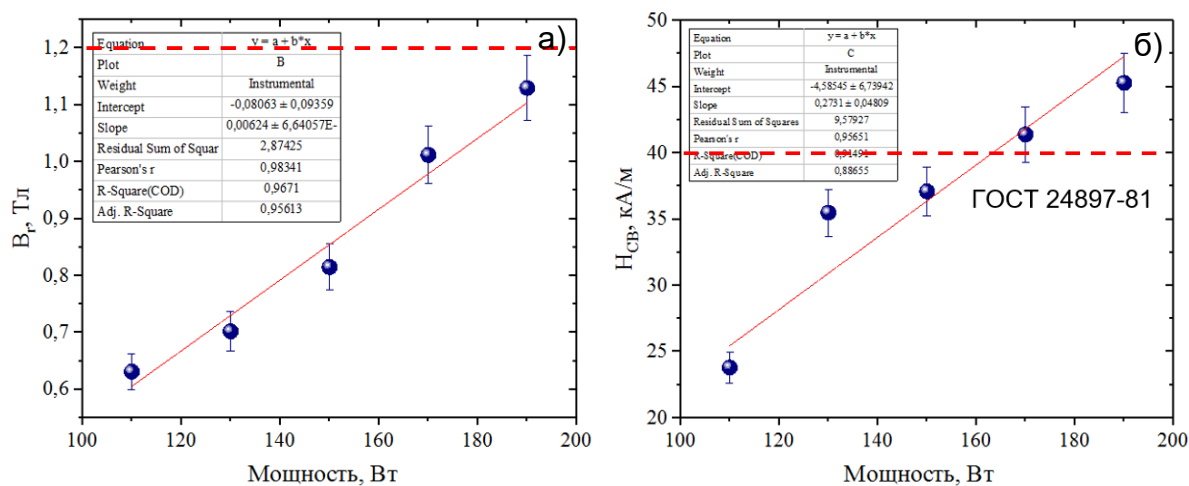 а)
1,2
1,1
1,0
0,9
0,8
0,7
0,6
B_r, Тл
Equation y = a + b*x
Plot B
Weight Instrumental
Intercept -0,08063 ± 0,09359
Slope 0,00624 ± 6,64057E-
Residual Sum of Squar 2,87425
Pearson's r 0,98341
R-Square(COD) 0,9671
Adj. R-Square 0,95613
100 120 140 160 180 200
Мощность, Вт
б)
50
45
40
35
30
25
20
H_CB, кА/м
Equation y = a + b*x
Plot C
Weight Instrumental
Intercept -4,58545 ± 6,73942
Slope 0,2731 ± 0,04809
Residual Sum of Squares 9,57927
Pearson's r 0,95651
R-Square(COD) 0,91491
Adj. R-Square 0,88655
ГОСТ 24897-81
100 120 140 160 180 200
Мощность, Вт